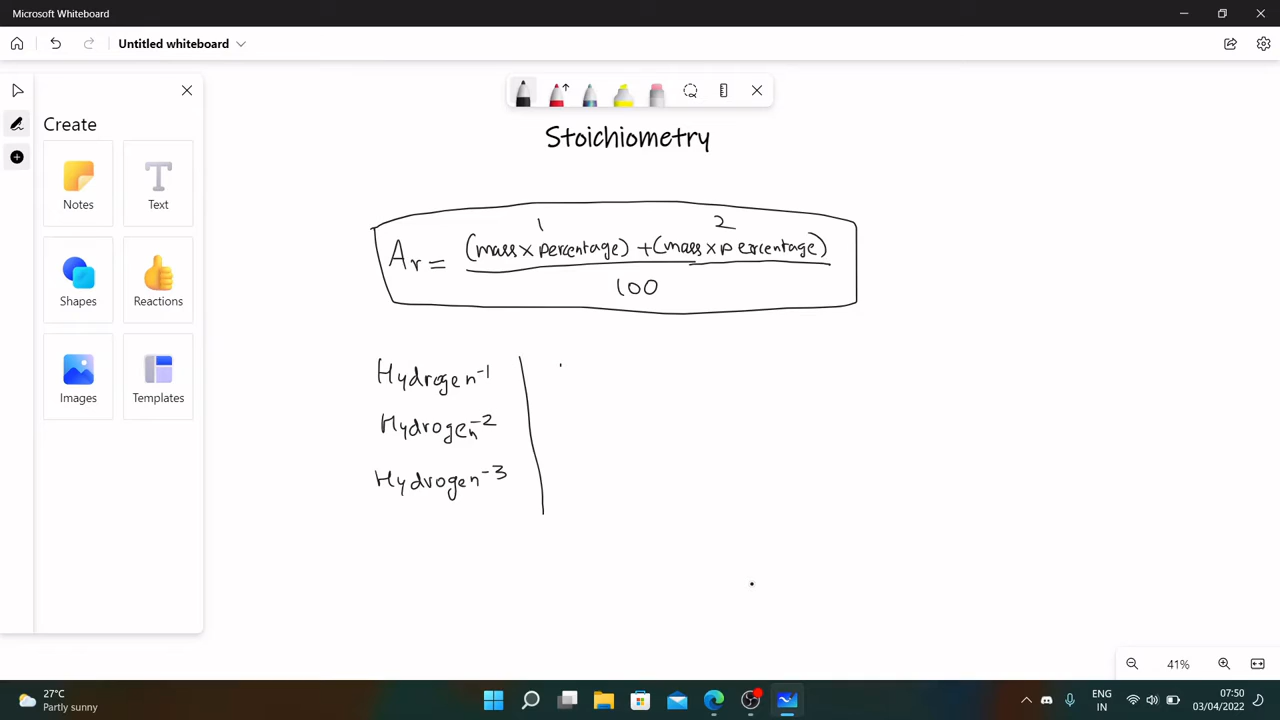 Microsoft Whiteboard
Untitled whiteboard
Create
Notes
Text
Shapes
Reactions
Images
Templates
Stoichiometry
1 2
Ar = (mass x percentage) + (mass x percentage)
100
Hydrogen-1
Hydrogen-2
Hydrogen-3
41%
27°C
Partly sunny
ENG
IN
07:50
03/04/2022